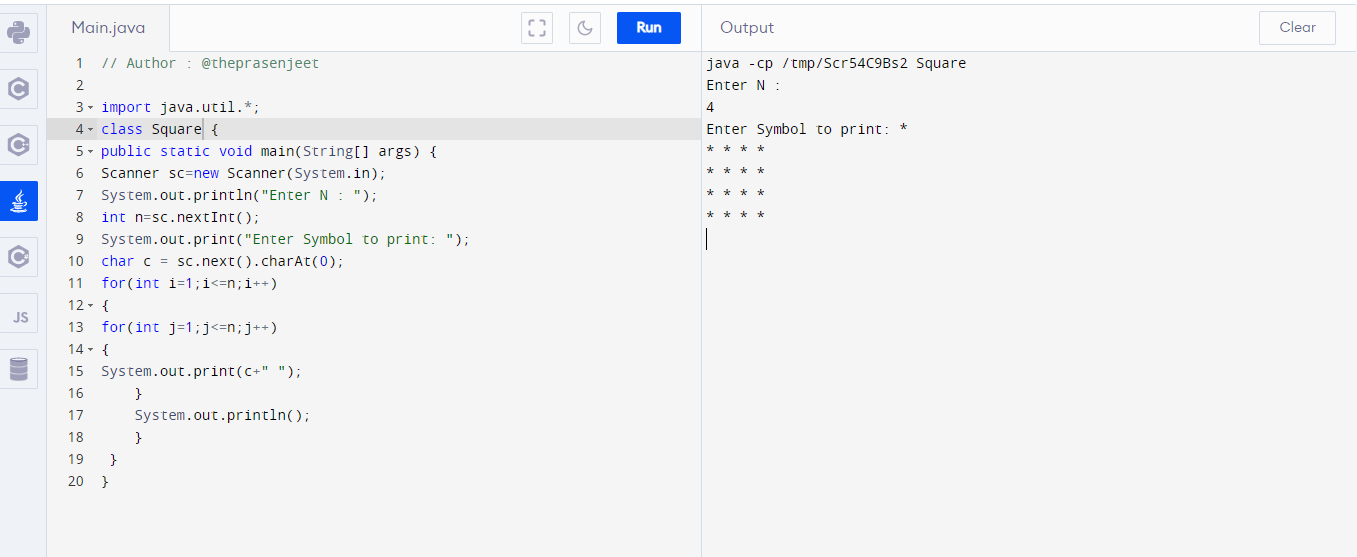 Main.java
Run
Output
Clear
JS
1 // Author : @theprasenjeet
2
3 import java.util.*;
4 class Square {
5 public static void main(String[] args) {
6 Scanner sc=new Scanner(System.in);
7 System.out.println("Enter N : ");
8 int n=sc.nextInt();
9 System.out.print("Enter Symbol to print: ");
10 char c = sc.next().charAt(0);
11 for(int i=1;i<=n;i++)
12 {
13 for(int j=1;j<=n;j++)
14 {
15 System.out.print(c+" ");
16     }
17     System.out.println();
18     }
19  }
20 }
java -cp /tmp/Scr54C9Bs2 Square
Enter N :
4
Enter Symbol to print: *
* * * *
* * * *
* * * *
* * * *